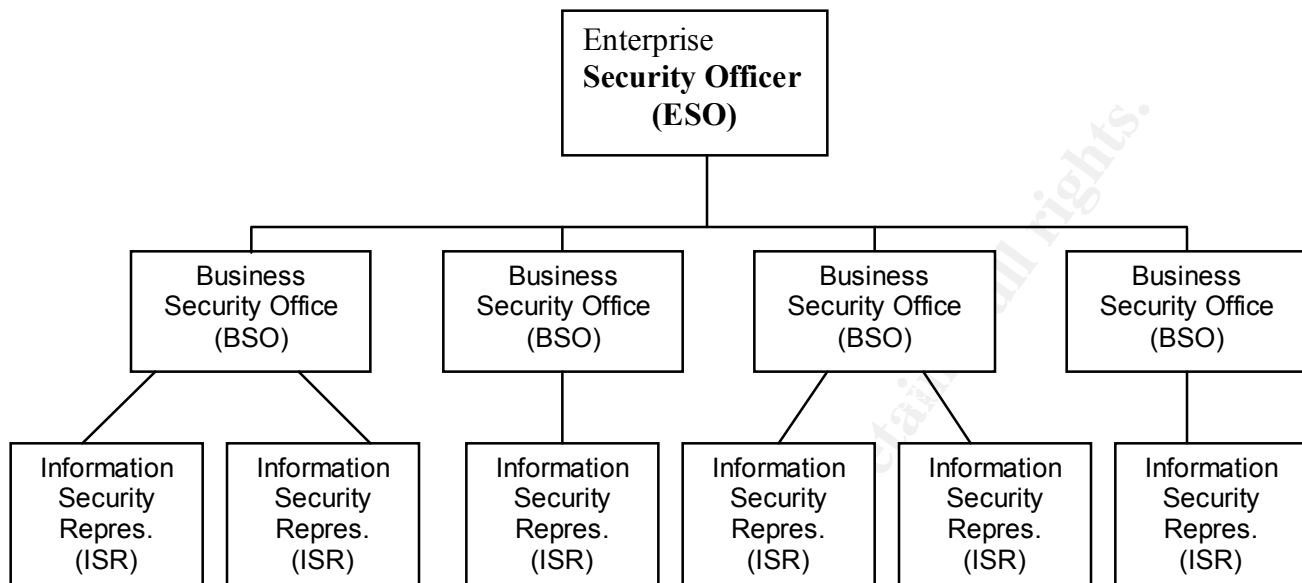 Enterprise
Security Officer
(ESO)
Business
Security Office
(BSO)
Business
Security Office
(BSO)
Business
Security Office
(BSO)
Business
Security Office
(BSO)
Information
Security
Repres.
(ISR)
Information
Security
Repres.
(ISR)
Information
Security
Repres.
(ISR)
Information
Security
Repres.
(ISR)
Information
Security
Repres.
(ISR)
Information
Security
Repres.
(ISR)
rights.